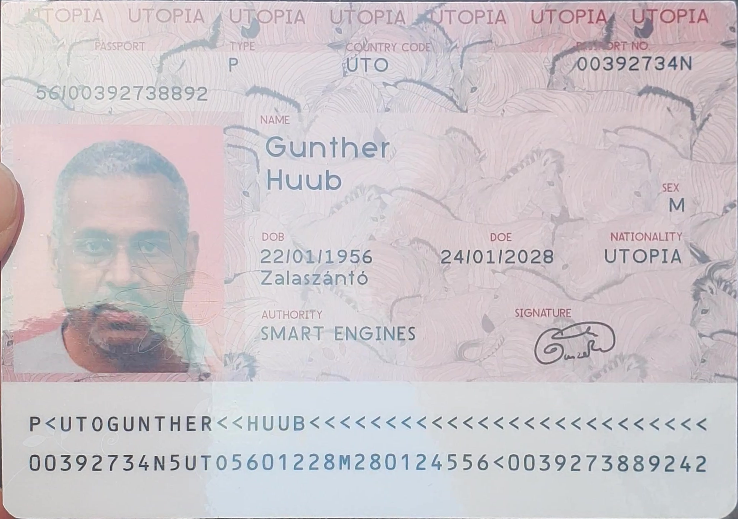 UTOPIA UTOPIA UTOPIA UTOPIA UTOPIA UTOPIA UTOPIA
PASSPORT TYPE COUNTRY CODE PASSPORT NO.
P UTO 00392734N
56/00392738892
NAME
Gunther
Huub
SEX
M
DOB DOE NATIONALITY
22/01/1956 24/01/2028 UTOPIA
Zalaszántó
AUTHORITY SIGNATURE
SMART ENGINES
P<UTOGUNTHER<<HUUB<<<<<<<<<<<<<<<<<<<<<<<<<<
00392734N5UTO5601228M280124556<0039273889242